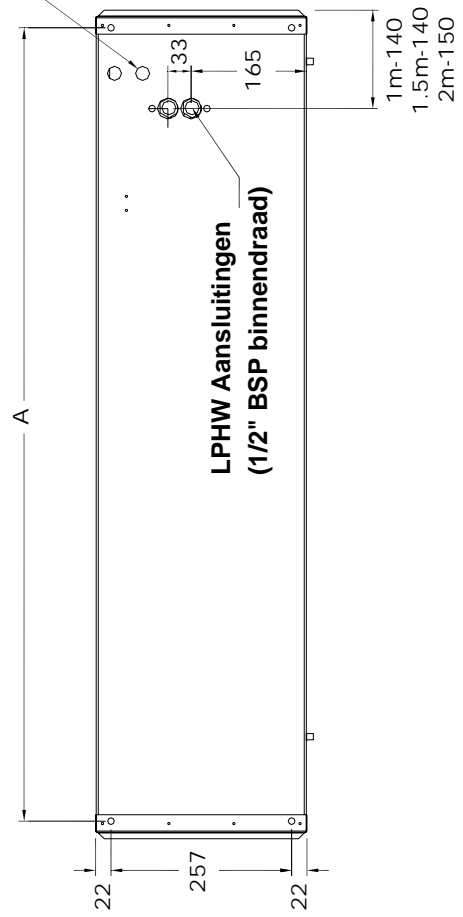 A
33
165
1m-140
1.5m-140
2m-150
LPHW Aansluitingen
(1/2" BSP binnendraad)
22
257
22